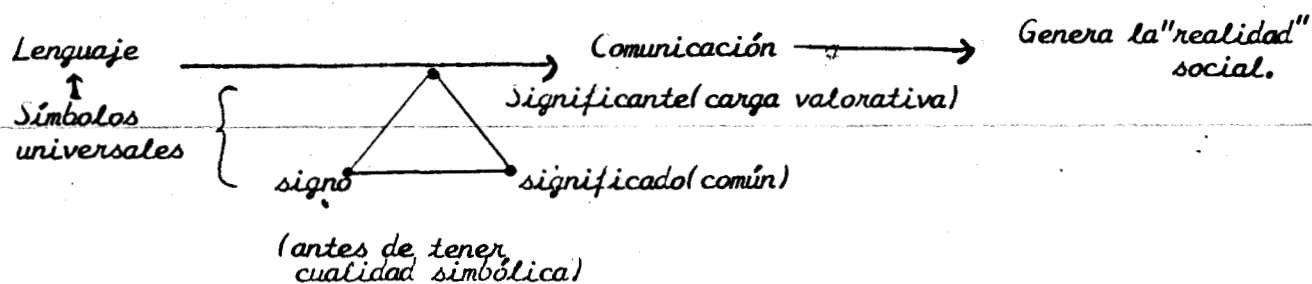 Lenguaje
Comunicación
Genera la "realidad"
social.
Símbolos
universales
Significante (carga valorativa)
signo
significado (común)
(antes de tener
cualidad simbólica)